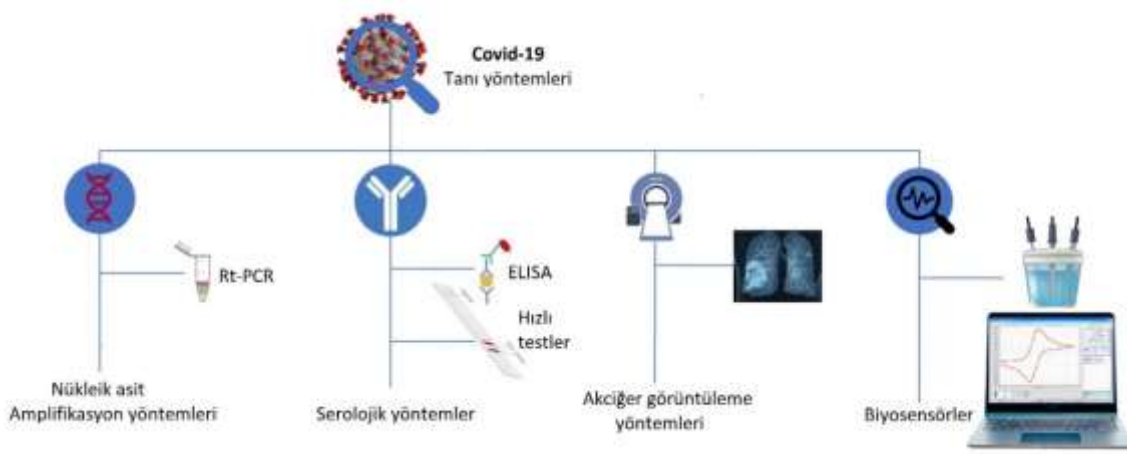 Covid-19
Tanı yöntemleri
Rt-PCR
ELISA
Hızlı
testler
Nükleik asit
Amplifikasyon yöntemleri
Serolojik yöntemler
Akciğer görüntüleme
yöntemleri
Biyosensörler